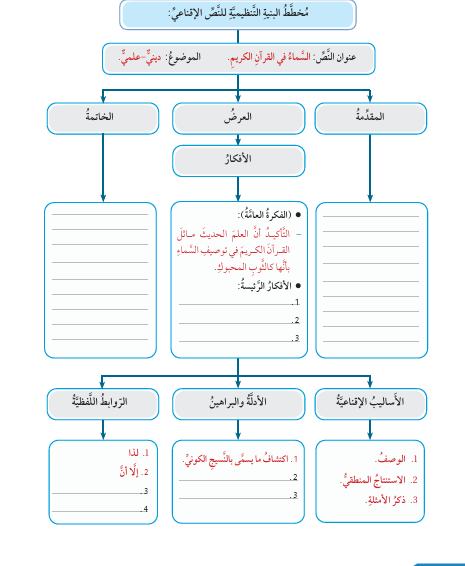 مُخطَّطُ البنيةِ التَّنظيميَّةِ للنَّصِّ الإقناعيِّ:
عنوان النَّصِّ: السَّماءُ في القرآنِ الكريمِ. الموضوعُ: دينيٌّ-علميٌّ.
المقدِّمةُ
العرضُ
الخاتمةُ
الأفكارُ
● (الفكرةُ العامَّةُ):
– التَّأكيدُ أنَّ العلمَ الحديثَ ماثلَ
القرآنَ الكريمَ في توصيفِ السَّماءِ
بأنَّها كالثَّوبِ المحبوكِ.
● الأفكارُ الرَّئيسةُ:
1.
2.
3.
الأساليبُ الإقناعيَّةُ
الأدلَّةُ والبراهينُ
الرّوابطُ اللَّفظيَّةُ
1. الوصفُ.
2. الاستنتاجُ المنطقيُّ.
3. ذكرُ الأمثلةِ.
1. اكتشافُ ما يسمَّى بالنَّسيجِ الكونيِّ.
2.
3.
1. لذا
2. إلَّا أنَّ
3.
4.